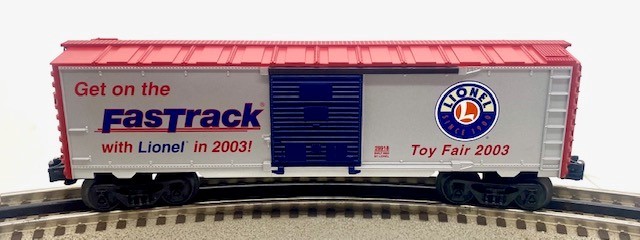 Get on the
FASTRACK®
with Lionel® in 2003!
LIONEL
SINCE 1900
Toy Fair 2003